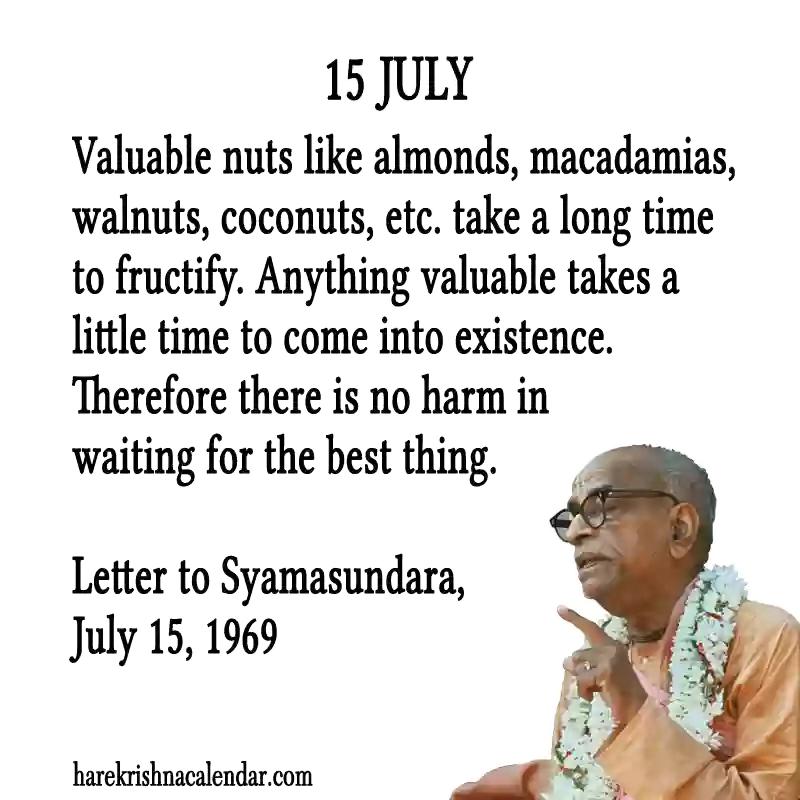 15 JULY
Valuable nuts like almonds, macadamias,
walnuts, coconuts, etc. take a long time
to fructify. Anything valuable takes a
little time to come into existence.
Therefore there is no harm in
waiting for the best thing.
Letter to Syamasundara,
July 15, 1969
harekrishnacalendar.com